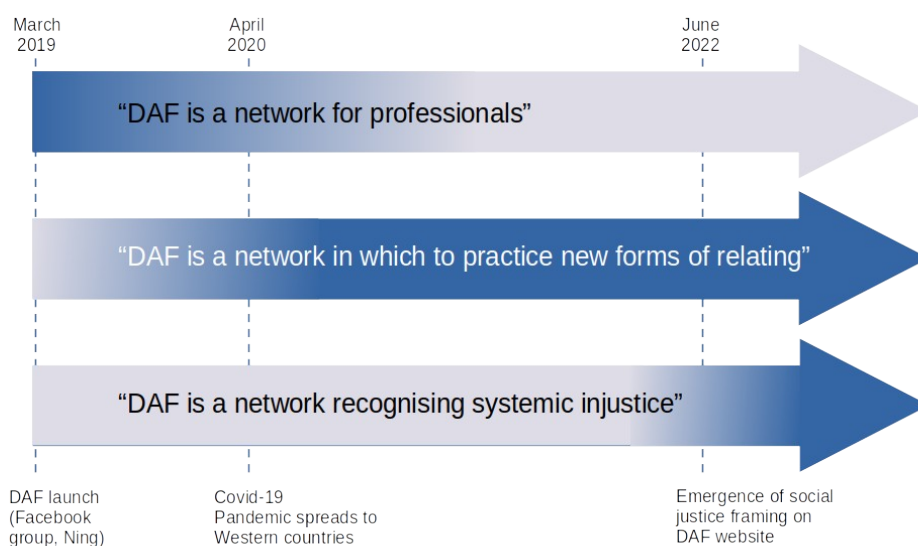 March
2019
April
2020
June
2022
“DAF is a network for professionals”
“DAF is a network in which to practice new forms of relating”
“DAF is a network recognising systemic injustice”
DAF launch
(Facebook
group, Ning)
Covid-19
Pandemic spreads to
Western countries
Emergence of social
justice framing on
DAF website